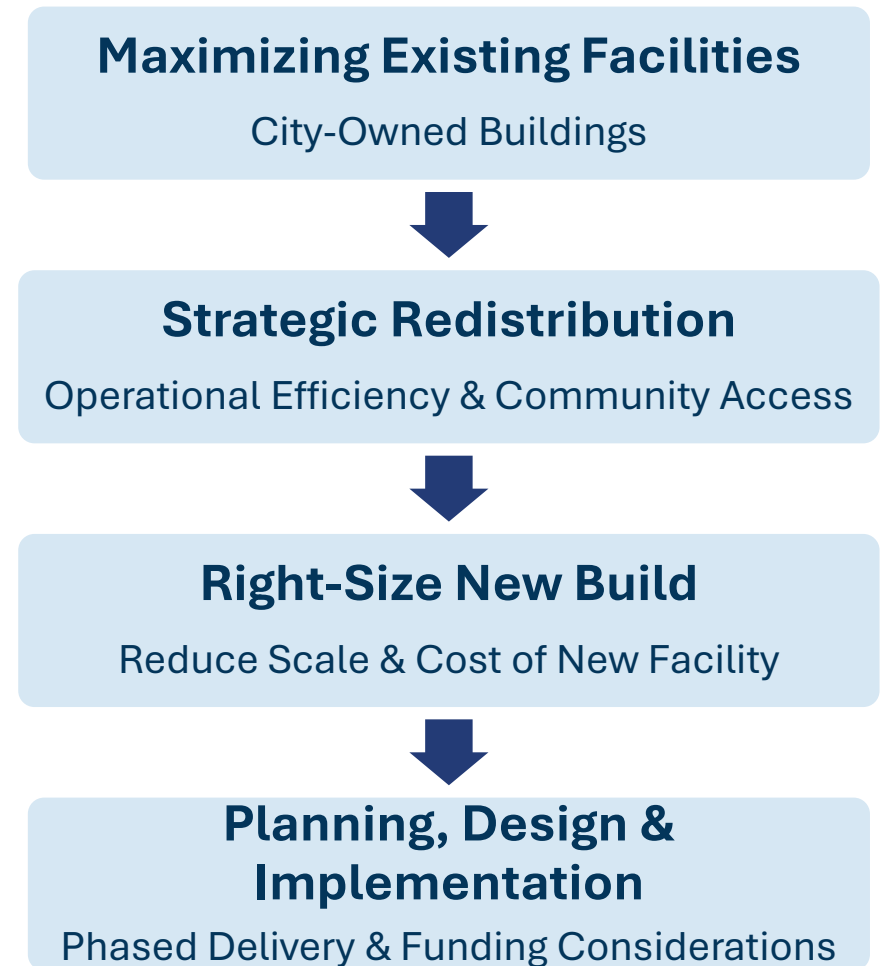 Maximizing Existing Facilities
City-Owned Buildings
Strategic Redistribution
Operational Efficiency & Community Access
Right-Size New Build
Reduce Scale & Cost of New Facility
Planning, Design &
Implementation
Phased Delivery & Funding Considerations